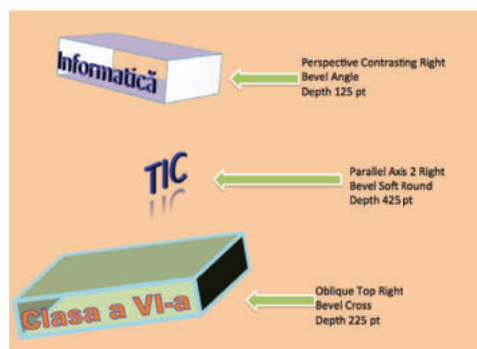 Informatică
Perspective Contrasting Right
Bevel Angle
Depth 125 pt
TIC
Parallel Axis 2 Right
Bevel Soft Round
Depth 425 pt
Clasa a VI-a
Oblique Top Right
Bevel Cross
Depth 225 pt